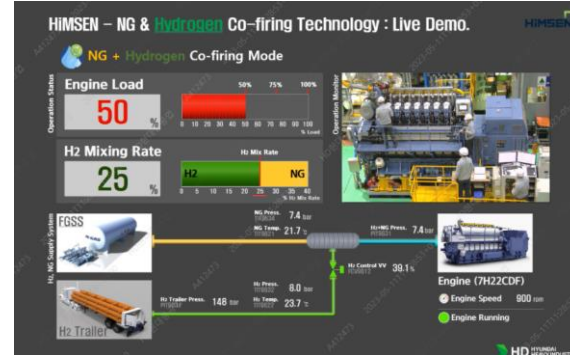 HiMSEN - NG & Hydrogen Co-firing Technology : Live Demo.
HiMSEN
NG + Hydrogen Co-firing Mode
Operation Status
Engine Load
50 %
50% 75% 100%
0 10 20 30 40 50 60 70 80 90 100
% Load
H2 Mixing Rate
25 %
H₂ Mix Rate
H2 NG
0 5 10 15 20 25 30 35 40
% H₂ Mix Rate
Operation Monitor
H₂, NG Supply System
FGSS
NG Press. 7.4 bar
NG Temp. 21.7 ℃
H₂+NG Press. 7.4 bar
H₂ Control VV 39.1 %
H2 Trailer
H₂ Trailer Press. 148 bar
H₂ Press. 8.0 bar
H₂ Temp. 23.7 ℃
Engine (7H22CDF)
Engine Speed 900 rpm
Engine Running
HD HYUNDAI